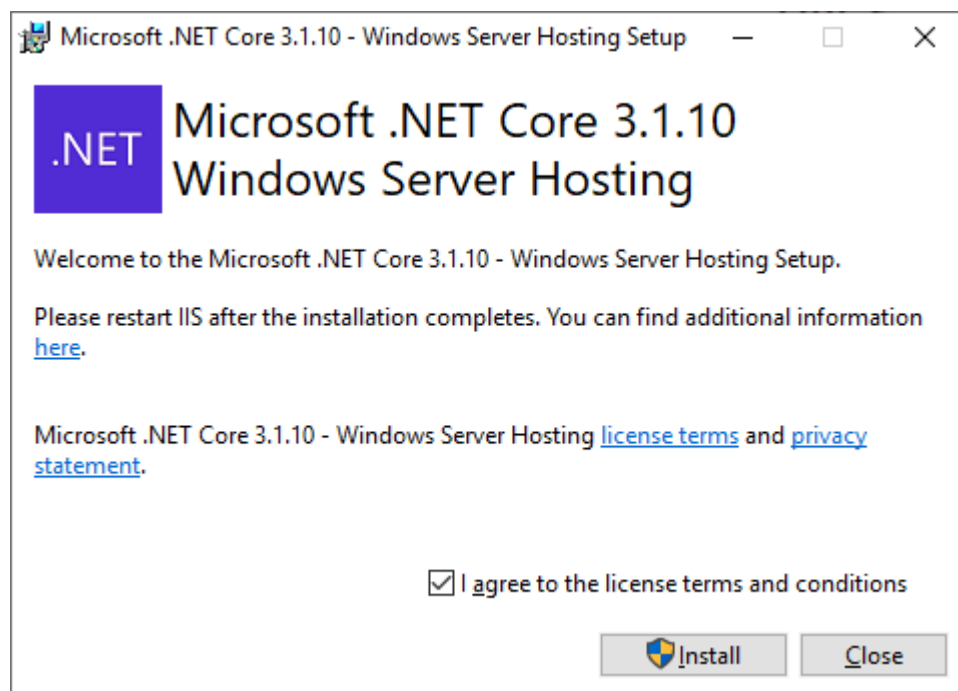 Microsoft .NET Core 3.1.10 - Windows Server Hosting Setup
.NET
Microsoft .NET Core 3.1.10
Windows Server Hosting
Welcome to the Microsoft .NET Core 3.1.10 - Windows Server Hosting Setup.
Please restart IIS after the installation completes. You can find additional information
here.
Microsoft .NET Core 3.1.10 - Windows Server Hosting license terms and privacy
statement.
I agree to the license terms and conditions
Install
Close